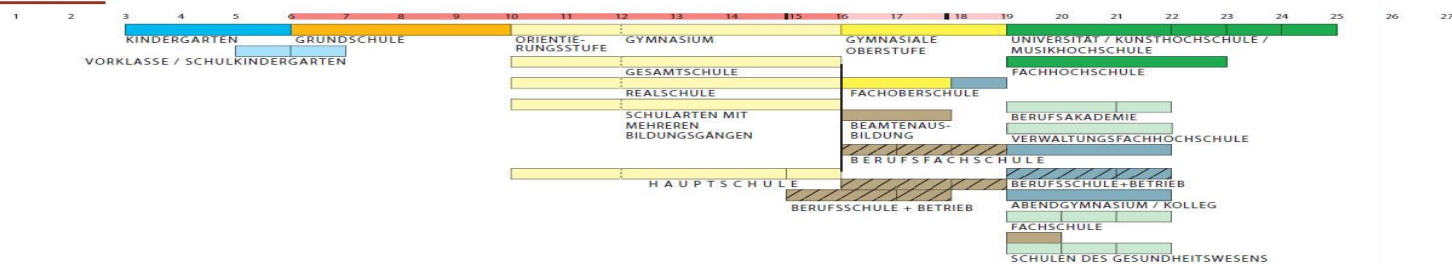 1 2 3 4 5 6 7 8 9 10 11 12 13 14 15 16 17 18 19 20 21 22 23 24 25 26 27
KINDERGARTEN
GRUNDSCHULE
ORIENTIE-
RUNGSSTUFE
GYMNASIUM
GYMNASIALE
OBERSTUFE
UNIVERSITÄT / KUNSTHOCHSCHULE /
MUSIKHOCHSCHULE
VORKLASSE / SCHULKINDERGARTEN
GESAMTSCHULE
FACHHOCHSCHULE
REALSCHULE
FACHOBERSCHULE
SCHULARTEN MIT
MEHREREN
BILDUNGSGÄNGEN
BEAMTENAUS-
BILDUNG
BERUFSAKADEMIE
VERWALTUNGSFACHHOCHSCHULE
BERUFSFACHSCHULE
HAUPTSCHULE
BERUFSSCHULE+BETRIEB
BERUFSSCHULE + BETRIEB
ABENDGYMNASIUM / KOLLEG
FACHSCHULE
SCHULEN DES GESUNDHEITSWESENS